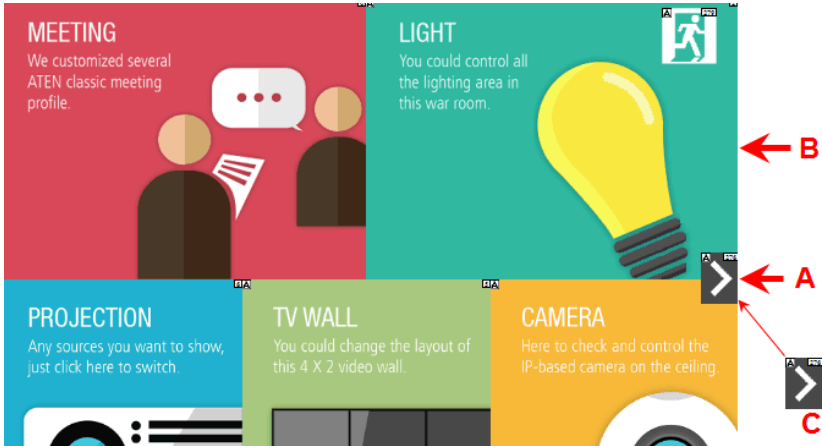 MEETING
We customized several
ATEN classic meeting
profile.
LIGHT
You could control all
the lighting area in
this war room.
A
B
A
A
PROJECTION
Any sources you want to show,
just click here to switch.
TV WALL
You could change the layout of
this 4 X 2 video wall.
CAMERA
Here to check and control the
IP-based camera on the ceiling.
A
C